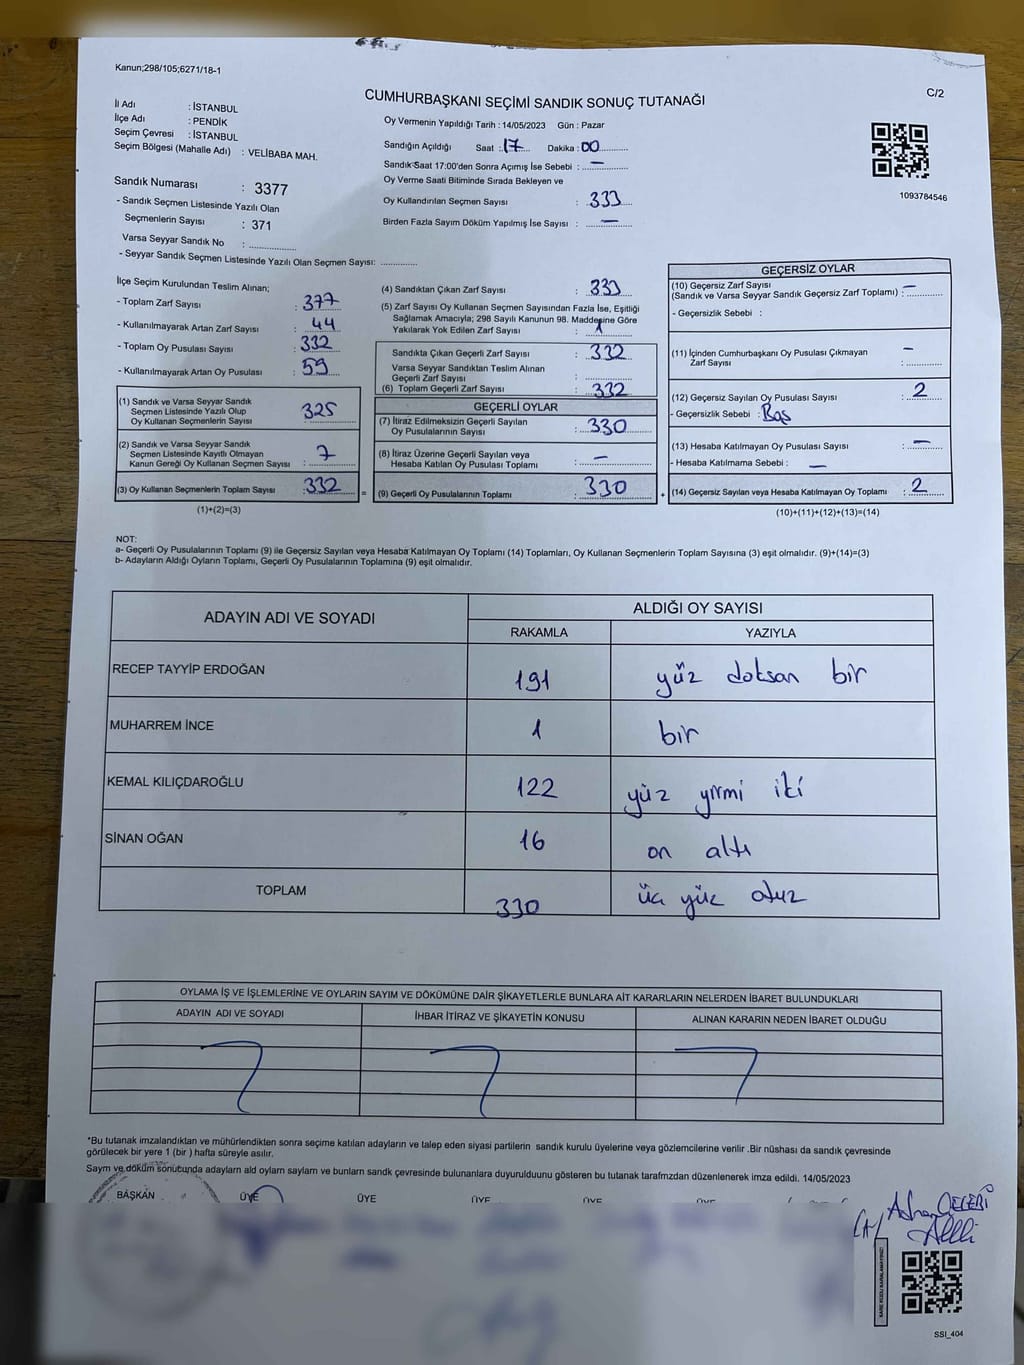 Kanun;298/105;6271/18-1
C/2
CUMHURBAŞKANI SEÇİMİ SANDIK SONUÇ TUTANAĞI
İl Adı : İSTANBUL
İlçe Adı : PENDİK
Seçim Çevresi : İSTANBUL
Seçim Bölgesi (Mahalle Adı) : VELİBABA MAH.
Sandık Numarası : 3377
- Sandık Seçmen Listesinde Yazılı Olan
Seçmenlerin Sayısı : 371
Varsa Seyyar Sandık No : ..............
- Seyyar Sandık Seçmen Listesinde Yazılı Olan Seçmen Sayısı: ..............
Oy Vermenin Yapıldığı Tarih : 14/05/2023 Gün : Pazar
Sandığın Açıldığı Saat : 17 Dakika : 00
Sandık Saat 17:00'den Sonra Açımış İse Sebebi : —
Oy Verme Saati Bitiminde Sırada Bekleyen ve
Oy Kullandırılan Seçmen Sayısı : 333
Birden Fazla Sayım Döküm Yapılmış İse Sayısı : —
1093784546
İlçe Seçim Kurulundan Teslim Alınan;
- Toplam Zarf Sayısı : 377
- Kullanılmayarak Artan Zarf Sayısı : 44
- Toplam Oy Pusulası Sayısı : 332
- Kullanılmayarak Artan Oy Pusulası : 59
(1) Sandık ve Varsa Seyyar Sandık
Seçmen Listesinde Yazılı Olup
Oy Kullanan Seçmenlerin Sayısı : 325
(2) Sandık ve Varsa Seyyar Sandık
Seçmen Listesinde Kayıtlı Olmayan
Kanun Gereği Oy Kullanan Seçmen Sayısı : 7
(3) Oy Kullanan Seçmenlerin Toplam Sayısı : 332
(1)+(2)=(3)
(4) Sandıktan Çıkan Zarf Sayısı : 333
(5) Zarf Sayısı Oy Kullanan Seçmen Sayısından Fazla İse, Eşitliği
Sağlamak Amacıyla; 298 Sayılı Kanunun 98. Maddesine Göre
Yakılarak Yok Edilen Zarf Sayısı : 1
Sandıkta Çıkan Geçerli Zarf Sayısı : 332
Varsa Seyyar Sandıktan Teslim Alınan
Geçerli Zarf Sayısı : ..............
(6) Toplam Geçerli Zarf Sayısı : 332
GEÇERLİ OYLAR
(7) İtiraz Edilmeksizin Geçerli Sayılan
Oy Pusulalarının Sayısı : 330
(8) İtiraz Üzerine Geçerli Sayılan veya
Hesaba Katılan Oy Pusulası Toplamı : —
(9) Geçerli Oy Pusulalarının Toplamı : 330
GEÇERSİZ OYLAR
(10) Geçersiz Zarf Sayısı
(Sandık ve Varsa Seyyar Sandık Geçersiz Zarf Toplamı) : —
- Geçersizlik Sebebi :
(11) İçinden Cumhurbaşkanı Oy Pusulası Çıkmayan
Zarf Sayısı : —
(12) Geçersiz Sayılan Oy Pusulası Sayısı : 2
- Geçersizlik Sebebi : Boş
(13) Hesaba Katılmayan Oy Pusulası Sayısı : —
- Hesaba Katılmama Sebebi : —
(14) Geçersiz Sayılan veya Hesaba Katılmayan Oy Toplamı : 2
(10)+(11)+(12)+(13)=(14)
NOT:
a- Geçerli Oy Pusulalarının Toplamı (9) ile Geçersiz Sayılan veya Hesaba Katılmayan Oy Toplamı (14) Toplamları, Oy Kullanan Seçmenlerin Toplam Sayısına (3) eşit olmalıdır. (9)+(14)=(3)
b- Adayların Aldığı Oyların Toplamı, Geçerli Oy Pusulalarının Toplamına (9) eşit olmalıdır.
ADAYIN ADI VE SOYADI ALDIĞI OY SAYISI
RAKAMLA YAZIYLA
RECEP TAYYİP ERDOĞAN 191 yüz doksan bir
MUHARREM İNCE 1 bir
KEMAL KILIÇDAROĞLU 122 yüz yirmi iki
SİNAN OĞAN 16 on altı
TOPLAM 330 üç yüz otuz
OYLAMA İŞ VE İŞLEMLERİNE VE OYLARIN SAYIM VE DÖKÜMÜNE DAİR ŞİKAYETLERLE BUNLARA AİT KARARLARIN NELERDEN İBARET BULUNDUKLARI
ADAYIN ADI VE SOYADI İHBAR İTİRAZ VE ŞİKAYETİN KONUSU ALINAN KARARIN NEDEN İBARET OLDUĞU
*Bu tutanak imzalandıktan ve mühürlendikten sonra seçime katılan adayların ve talep eden siyasi partilerin sandık kurulu üyelerine veya gözlemcilerine verilir .Bir nüshası da sandık çevresinde
görülecek bir yere 1 (bir ) hafta süreyle asılır.
Sayım ve döküm sonutunda adayların ald oyların saylam ve bunların sandk çevresinde bulunanlara duyurulduunu gösteren bu tutanak tarafmzdan düzenlenerek imza edildi. 14/05/2023
BAŞKAN ÜYE ÜYE ÜYE ÜYE
ÇELEBİ
SSI_404